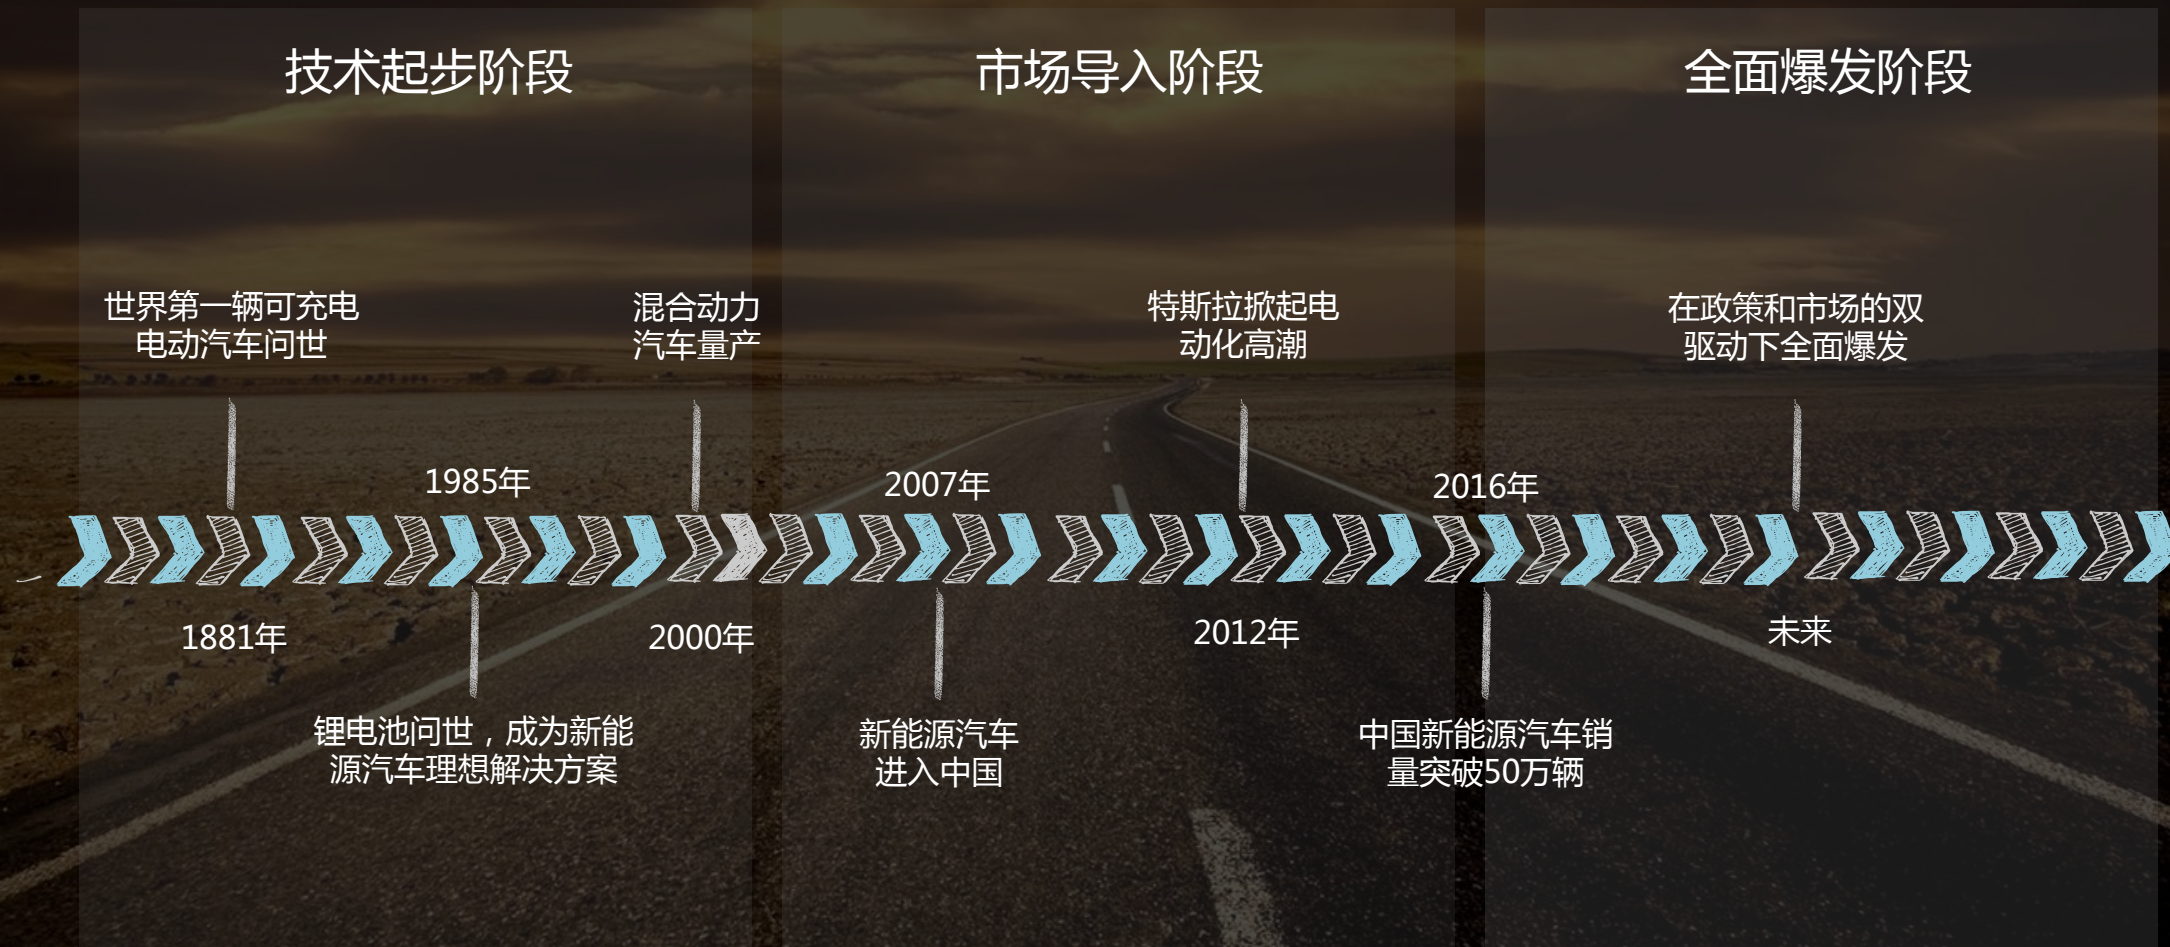 技术起步阶段
市场导入阶段
全面爆发阶段
世界第一辆可充电
电动汽车问世
混合动力
汽车量产
特斯拉掀起电
动化高潮
在政策和市场的双
驱动下全面爆发
1985年
2007年
2016年
1881年
2000年
2012年
未来
锂电池问世，成为新能
源汽车理想解决方案
新能源汽车
进入中国
中国新能源汽车销
量突破50万辆